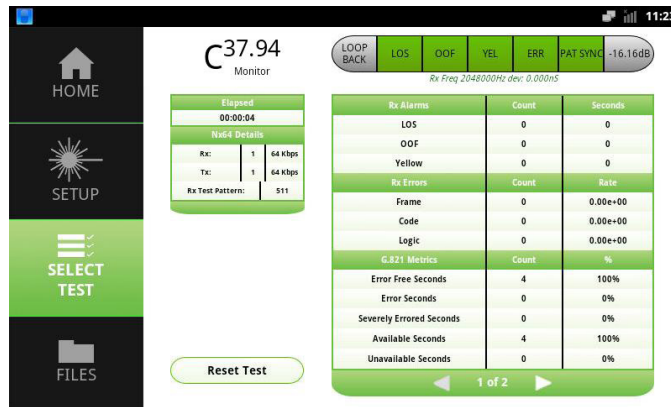 11:23
HOME
SETUP
SELECT
TEST
FILES
C37.94
Monitor
LOOP
BACK
LOS
OOF
YEL
ERR
PAT SYNC
-16.16dB
Rx Freq 2048000Hz dev: 0.000nS
Elapsed
00:00:04
Nx64 Details
Rx: 1 64 Kbps
Tx: 1 64 Kbps
Rx Test Pattern: 511
Reset Test
Rx Alarms Count Seconds
LOS 0 0
OOF 0 0
Yellow 0 0
Rx Errors Count Rate
Frame 0 0.00e+00
Code 0 0.00e+00
Logic 0 0.00e+00
G.821 Metrics Count %
Error Free Seconds 4 100%
Error Seconds 0 0%
Severely Errored Seconds 0 0%
Available Seconds 4 100%
Unavailable Seconds 0 0%
1 of 2